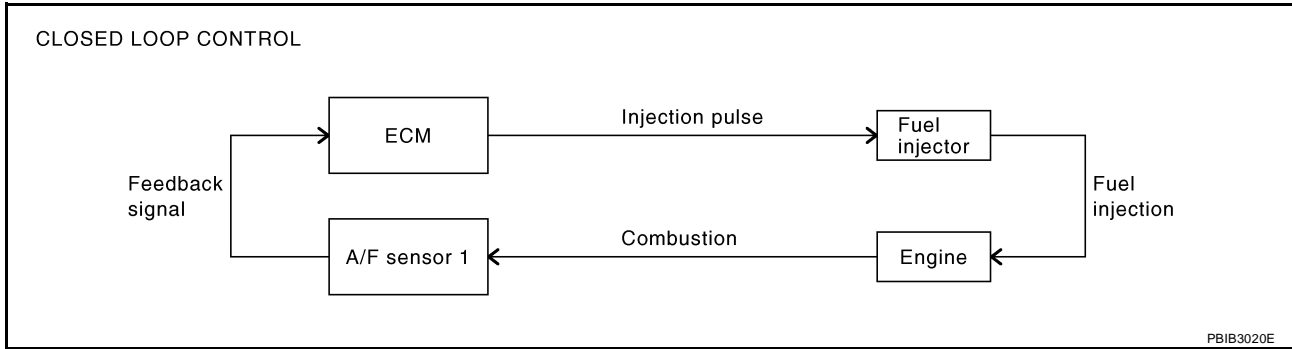 CLOSED LOOP CONTROL
ECM
Injection pulse
Fuel
injector
Feedback
signal
Fuel
injection
A/F sensor 1
Combustion
Engine
PBIB3020E